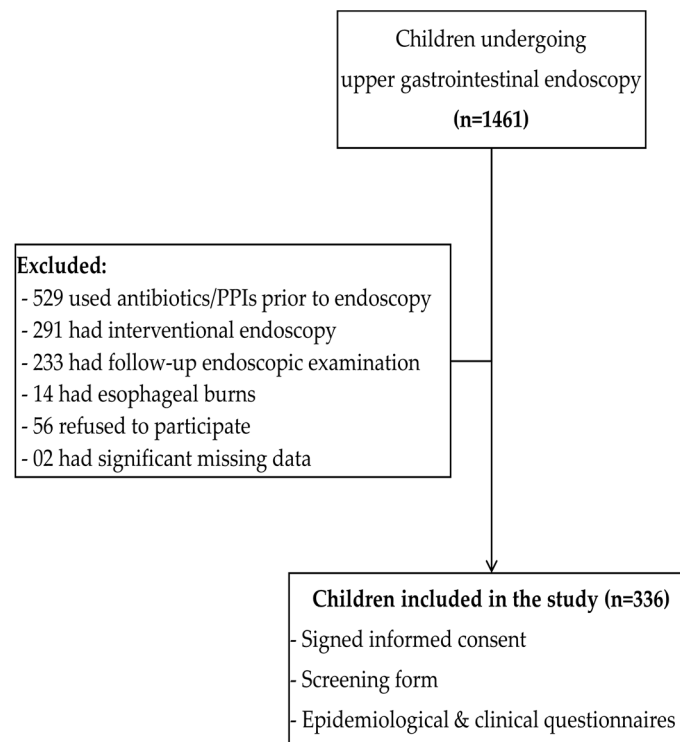 Children undergoing
upper gastrointestinal endoscopy
(n=1461)
Excluded:
- 529 used antibiotics/PPIs prior to endoscopy
- 291 had interventional endoscopy
- 233 had follow-up endoscopic examination
- 14 had esophageal burns
- 56 refused to participate
- 02 had significant missing data
Children included in the study (n=336)
- Signed informed consent
- Screening form
- Epidemiological & clinical questionnaires